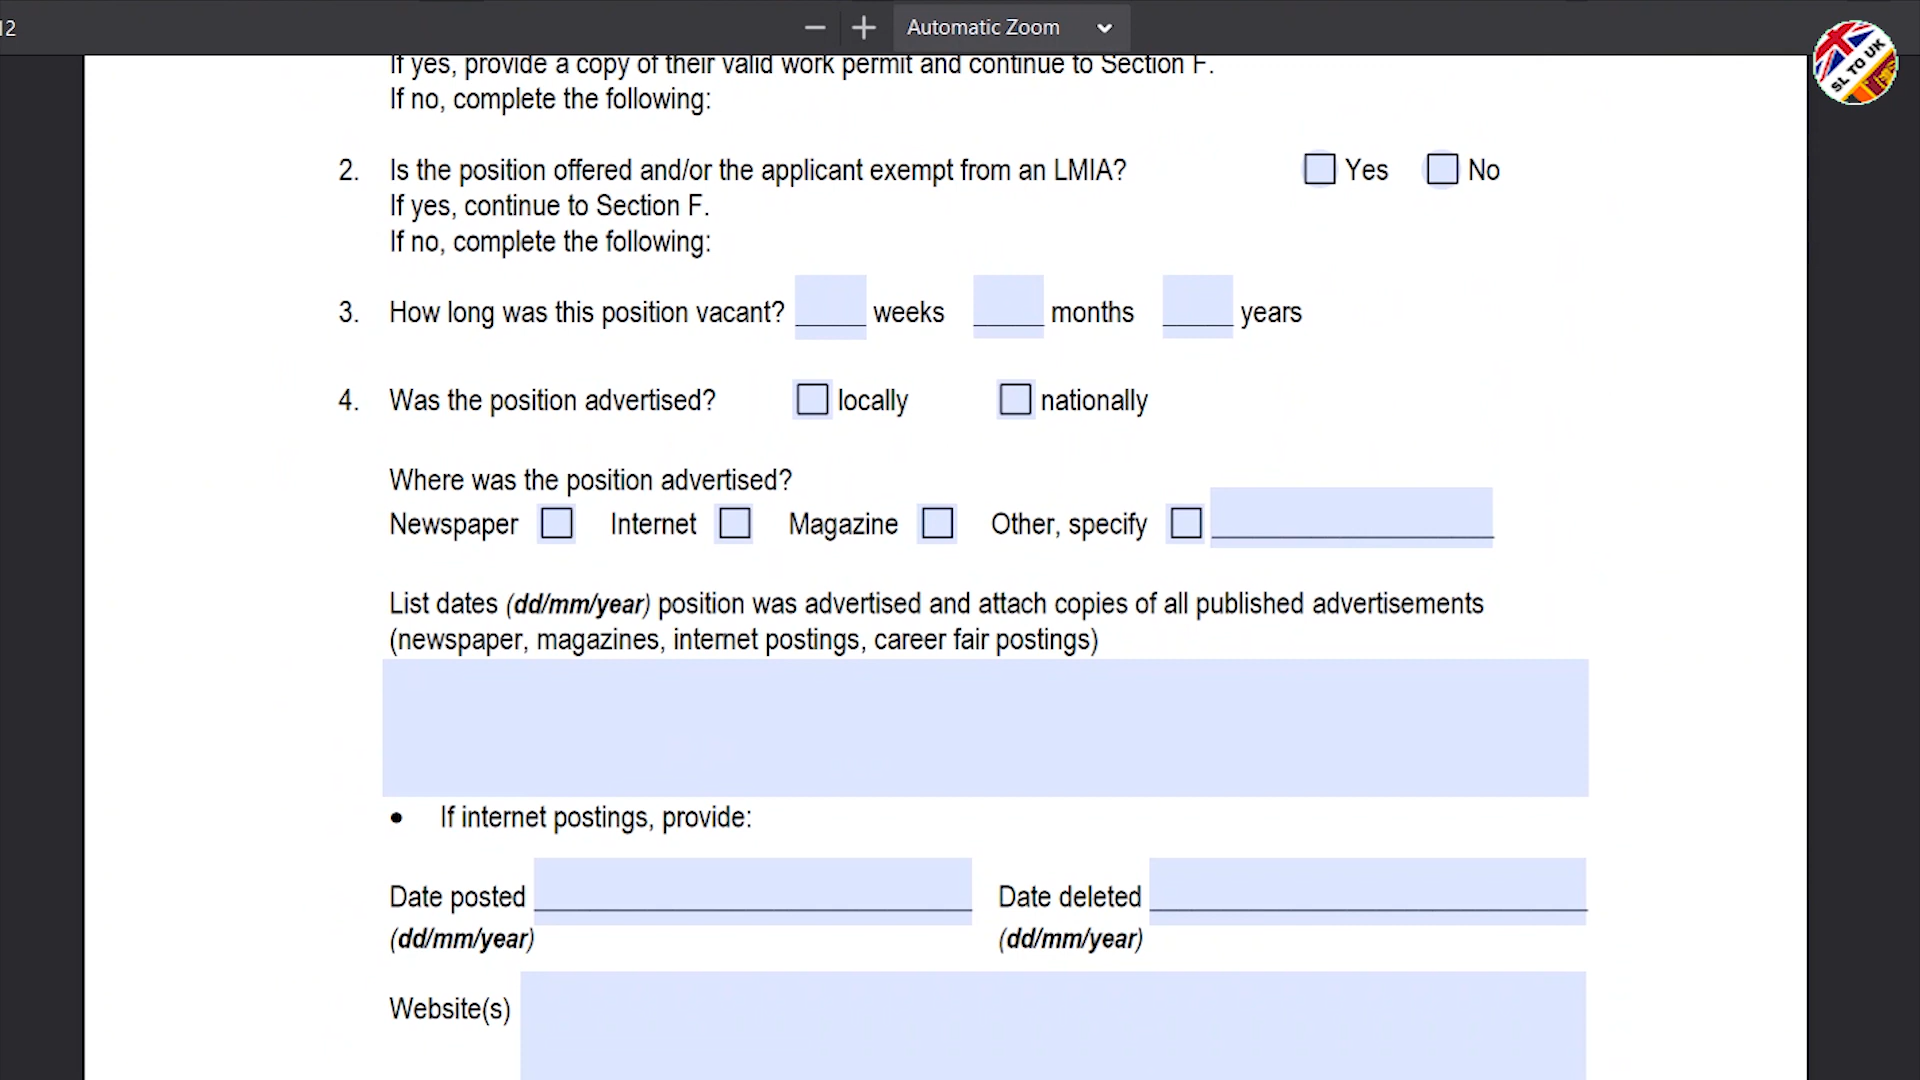 12
Automatic Zoom
SL TO UK
If yes, provide a copy of their valid work permit and continue to Section F.
If no, complete the following:
2. Is the position offered and/or the applicant exempt from an LMIA? Yes No
If yes, continue to Section F.
If no, complete the following:
3. How long was this position vacant? weeks months years
4. Was the position advertised? locally nationally
Where was the position advertised?
Newspaper Internet Magazine Other, specify
List dates (dd/mm/year) position was advertised and attach copies of all published advertisements
(newspaper, magazines, internet postings, career fair postings)
• If internet postings, provide:
Date posted Date deleted
(dd/mm/year) (dd/mm/year)
Website(s)